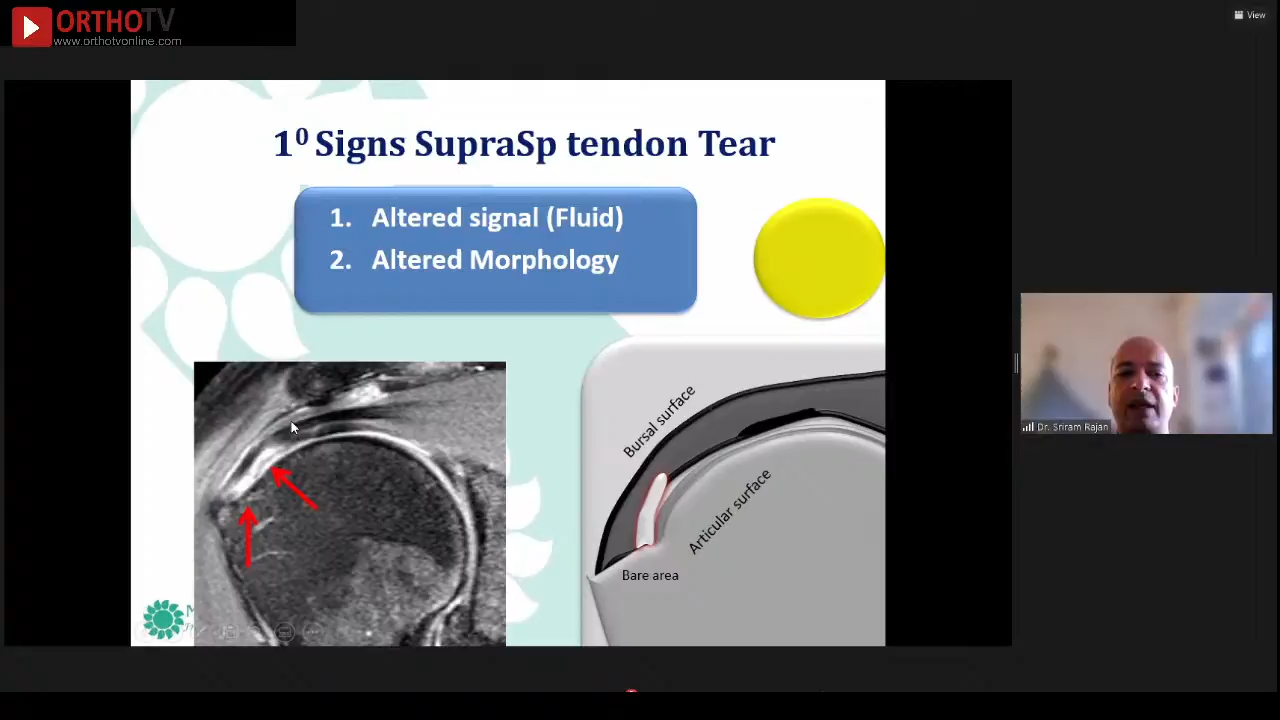 ORTHOTV
www.orthotvonline.com
View
1⁰ Signs SupraSp tendon Tear
1. Altered signal (Fluid)
2. Altered Morphology
Bursal surface
Articular surface
Bare area
Dr. Sriram Rajan